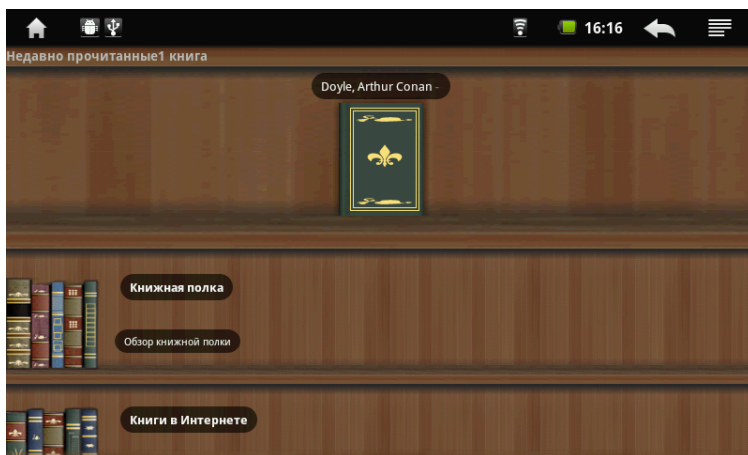 16:16
Недавно прочитанные1 книга
Doyle, Arthur Conan -
Книжная полка
Обзор книжной полки
Книги в Интернете